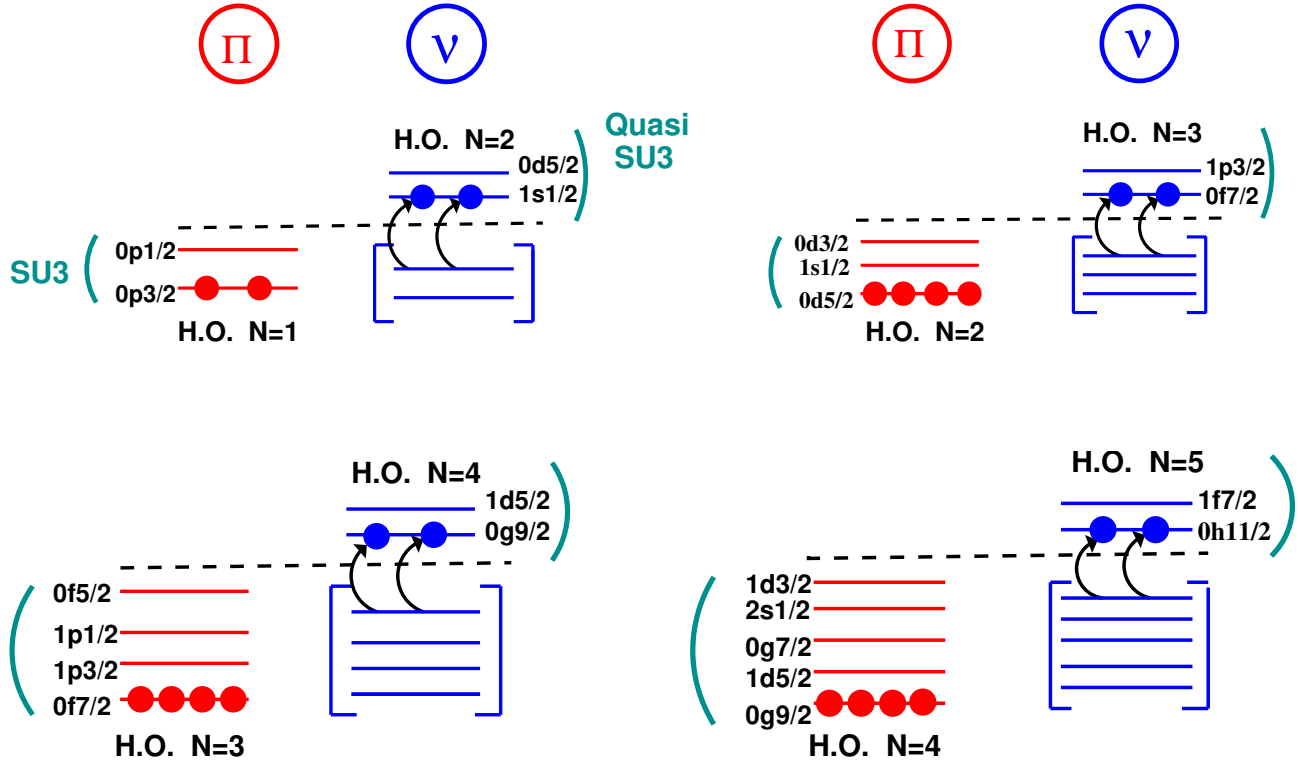 Π
ν
Π
ν
H.O. N=2
Quasi
SU3
0d5/2
1s1/2
SU3
0p1/2
0p3/2
H.O. N=1
H.O. N=3
1p3/2
0f7/2
0d3/2
1s1/2
0d5/2
H.O. N=2
H.O. N=4
1d5/2
0g9/2
0f5/2
1p1/2
1p3/2
0f7/2
H.O. N=3
H.O. N=5
1f7/2
0h11/2
1d3/2
2s1/2
0g7/2
1d5/2
0g9/2
H.O. N=4